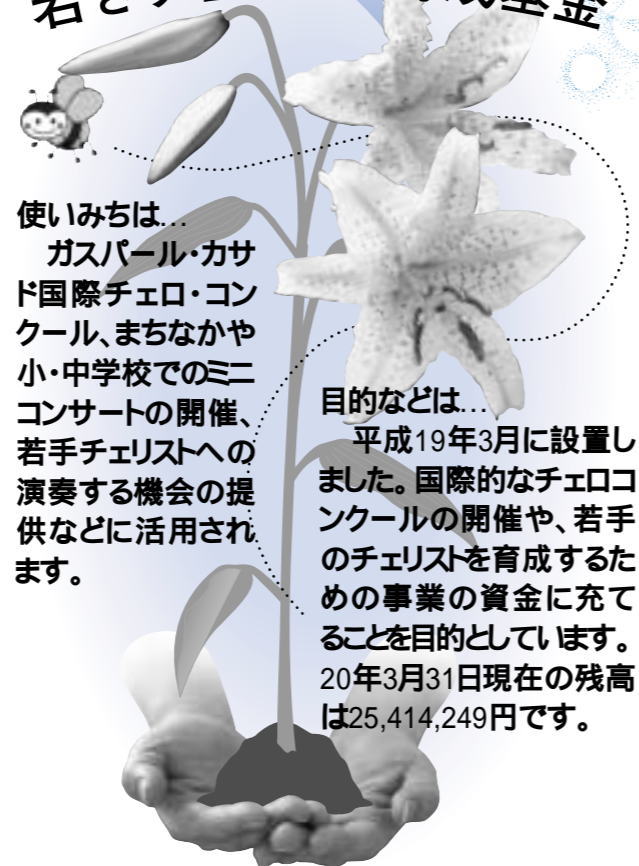 若きチェ
成基金
使いみちは…
ガスパール・カサ
ド国際チェロ・コン
クール、まちなかや
小・中学校でのミニ
コンサートの開催、
若手チェリストへの
演奏する機会の提
供などに活用され
ます。
目的などは…
平成19年3月に設置し
ました。国際的なチェロコ
ンクールの開催や、若手
のチェリストを育成するた
めの事業の資金に充て
ることを目的としています。
20年3月31日現在の残高
は25,414,249円です。